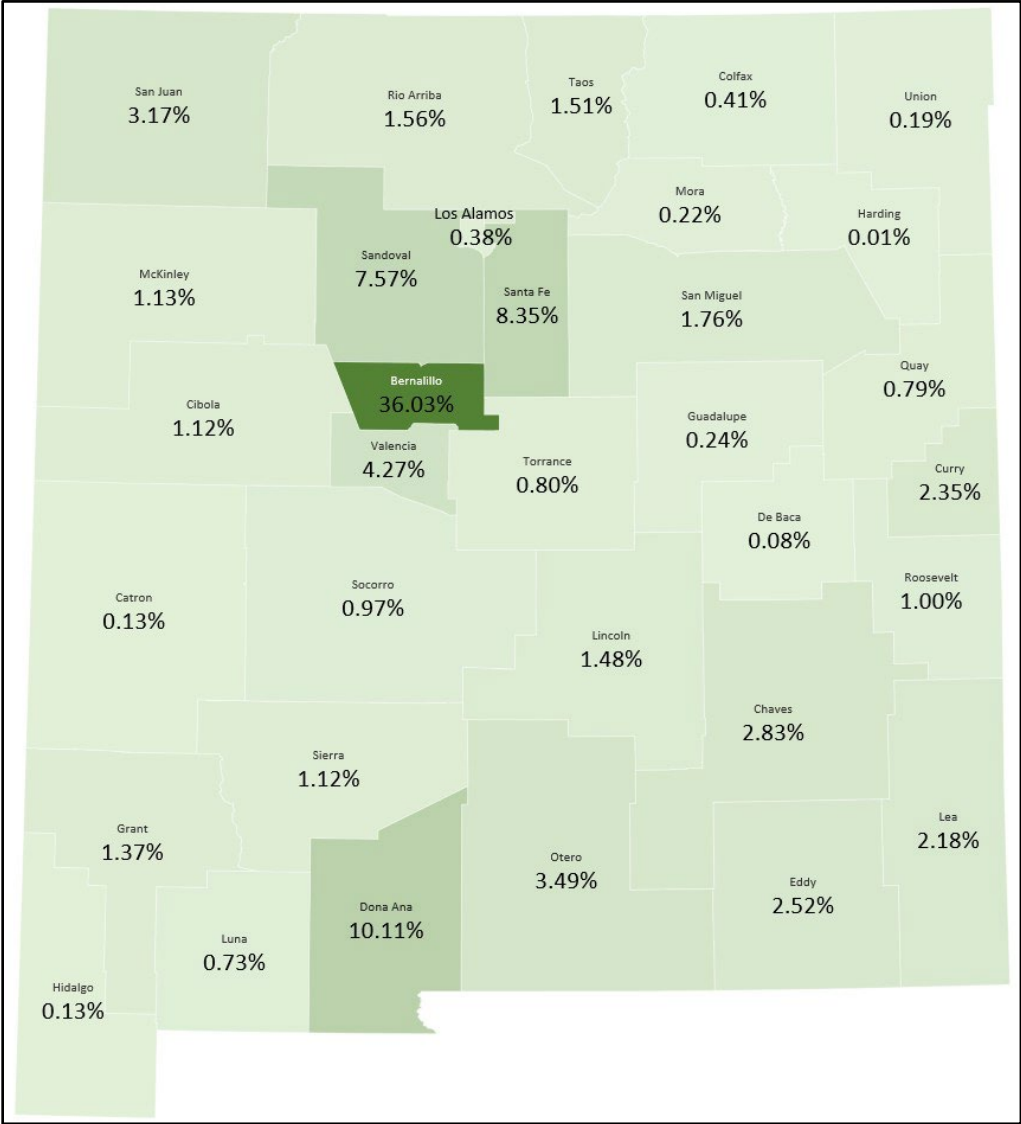 San Juan
3.17%
Rio Arriba
1.56%
Taos
1.51%
Colfax
0.41%
Union
0.19%
Mora
0.22%
Harding
0.01%
Los Alamos
0.38%
Sandoval
7.57%
McKinley
1.13%
Santa Fe
8.35%
San Miguel
1.76%
Quay
0.79%
Bernalillo
36.03%
Cibola
1.12%
Guadalupe
0.24%
Valencia
4.27%
Torrance
0.80%
Curry
2.35%
De Baca
0.08%
Roosevelt
1.00%
Catron
0.13%
Socorro
0.97%
Lincoln
1.48%
Chaves
2.83%
Sierra
1.12%
Grant
1.37%
Lea
2.18%
Otero
3.49%
Eddy
2.52%
Dona Ana
10.11%
Luna
0.73%
Hidalgo
0.13%